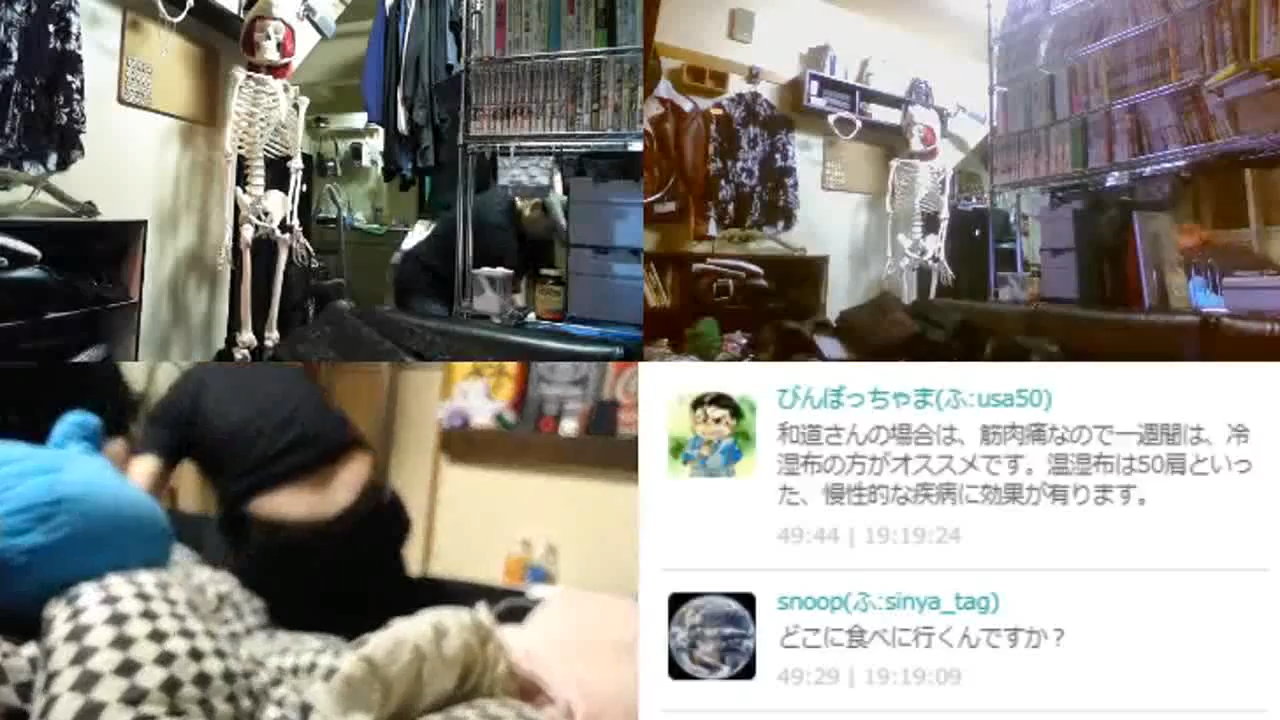 びんぼっちゃま(ふ:usa50)
和道さんの場合は、筋肉痛なので一週間は、冷
湿布の方がオススメです。温湿布は50肩といっ
た、慢性的な疾病に効果が有ります。
49:44 | 19:19:24
snoop(ふ:sinya_tag)
どこに食べに行くんですか？
49:29 | 19:19:09